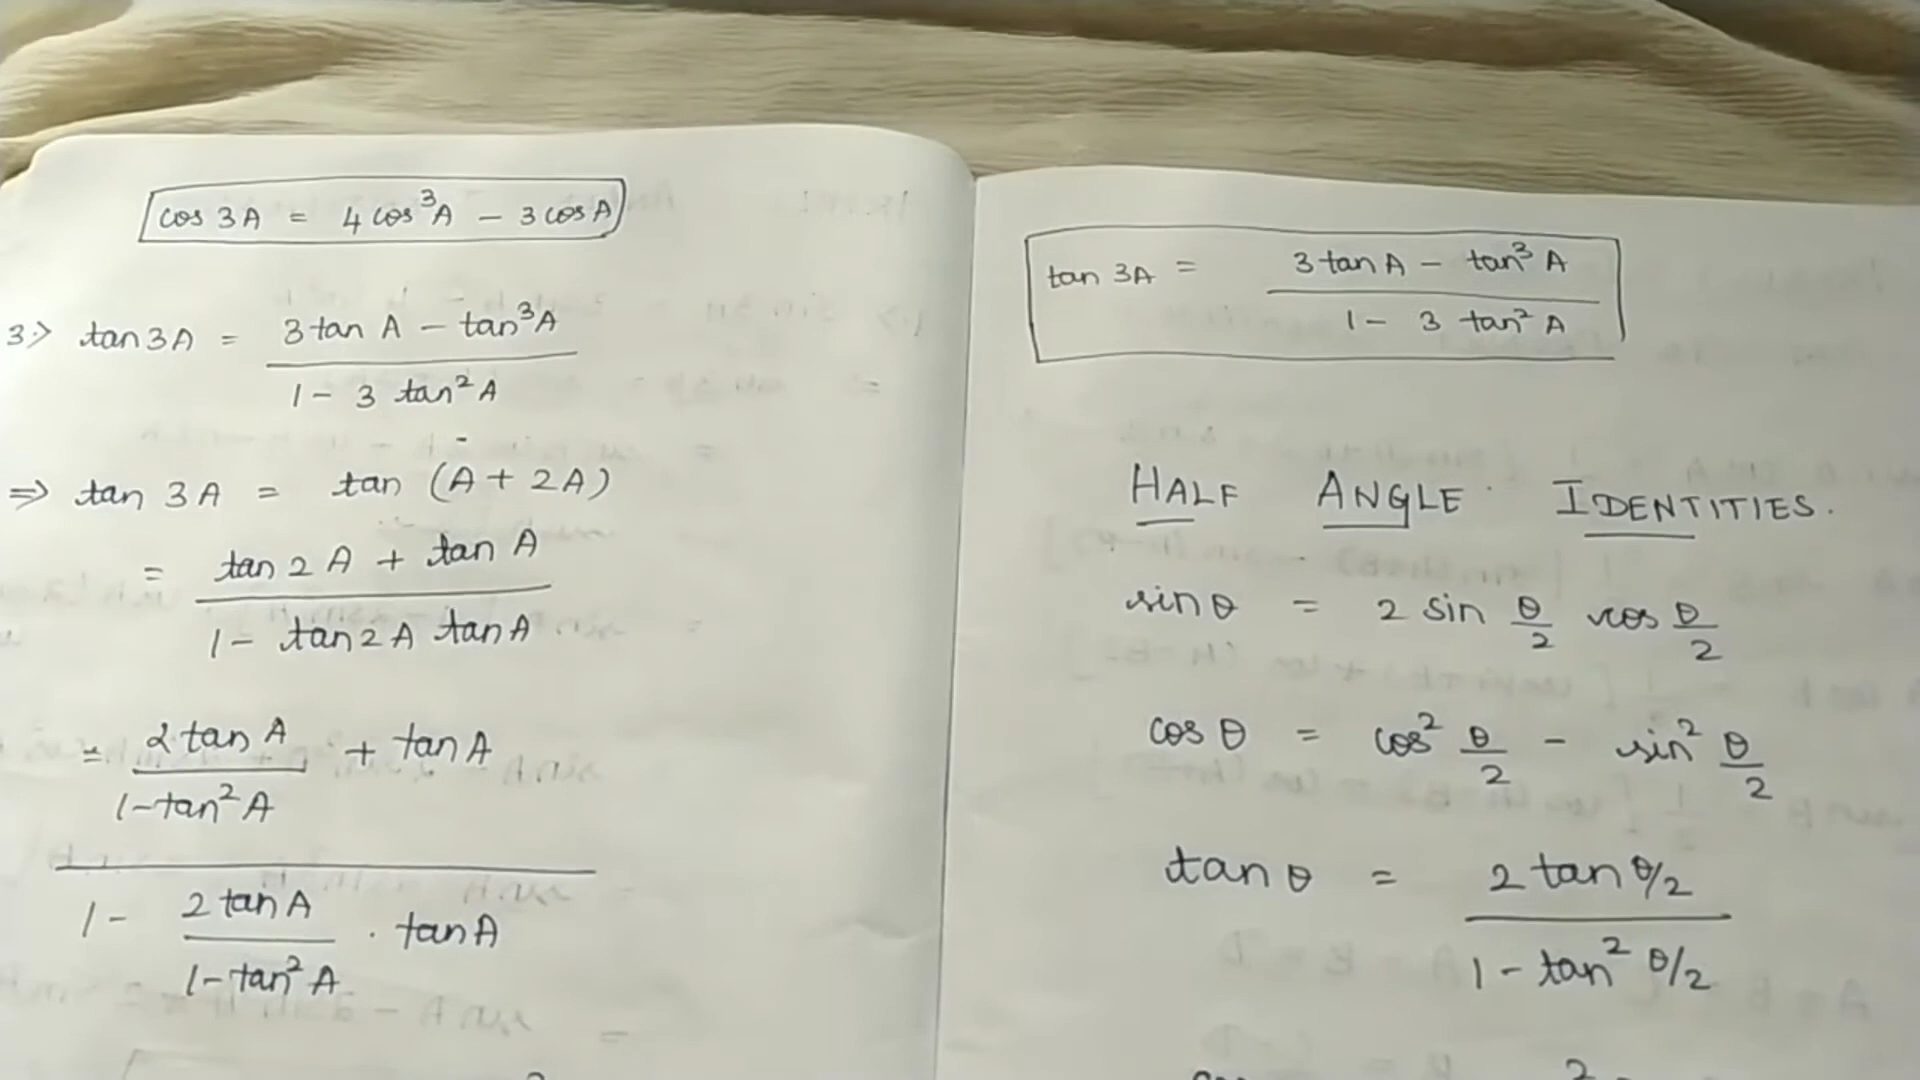 cos 3A = 4 cos³A – 3 cos A
3⇒ tan 3A = 3 tan A – tan³A
1 – 3 tan² A
⇒ tan 3A = tan (A + 2A)
= tan 2A + tan A
1 – tan 2A tan A
= 2 tan A + tan A
1 – tan² A
1 – 2 tan A . tan A
1 – tan² A
tan 3A = 3 tan A – tan³ A
1 – 3 tan² A
HALF ANGLE IDENTITIES.
sin θ = 2 sin θ/2 cos θ/2
cos θ = cos² θ/2 – sin² θ/2
tan θ = 2 tan θ/2
1 – tan² θ/2